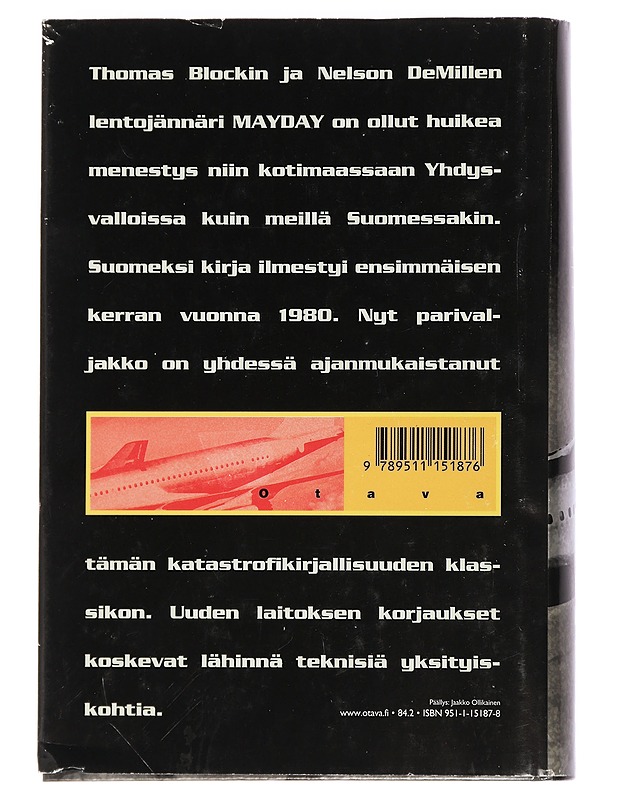 Thomas Blockin ja Nelson DeMillen
lentojännäri MAYDAY on ollut huikea
menestys niin kotimaassaan Yhdys-
valloissa kuin meillä Suomessakin.
Suomeksi kirja ilmestyi ensimmäisen
kerran vuonna 1980. Nyt parival-
jakko on yhdessä ajanmukaistanut
9 789511 151876
Otava
tämän katastrofikirjallisuuden klas-
sikon. Uuden laitoksen korjaukset
koskevat lähinnä teknisiä yksityis-
kohtia.
Päällys: Jaakko Ollikainen
www.otava.fi • 84.2 • ISBN 951-1-15187-8